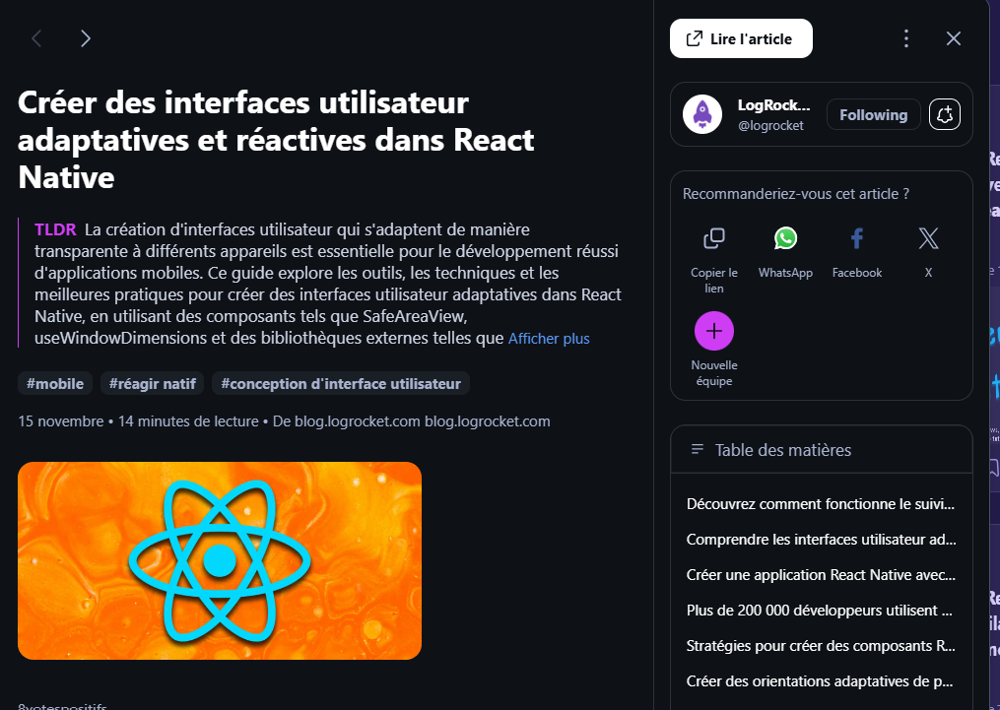 Lire l'article
Créer des interfaces utilisateur
adaptatives et réactives dans React
Native
TLDR La création d'interfaces utilisateur qui s'adaptent de manière
transparente à différents appareils est essentielle pour le développement réussi
d'applications mobiles. Ce guide explore les outils, les techniques et les
meilleures pratiques pour créer des interfaces utilisateur adaptatives dans React
Native, en utilisant des composants tels que SafeAreaView,
useWindowDimensions et des bibliothèques externes telles que Afficher plus
#mobile #réagir natif #conception d'interface utilisateur
15 novembre • 14 minutes de lecture • De blog.logrocket.com blog.logrocket.com
8votespositifs
LogRock...
@logrocket
Following
Recommanderiez-vous cet article ?
Copier le
lien
WhatsApp
Facebook
X
Nouvelle
équipe
Table des matières
Découvrez comment fonctionne le suivi...
Comprendre les interfaces utilisateur ad...
Créer une application React Native avec...
Plus de 200 000 développeurs utilisent ...
Stratégies pour créer des composants R...
Créer des orientations adaptatives de p...